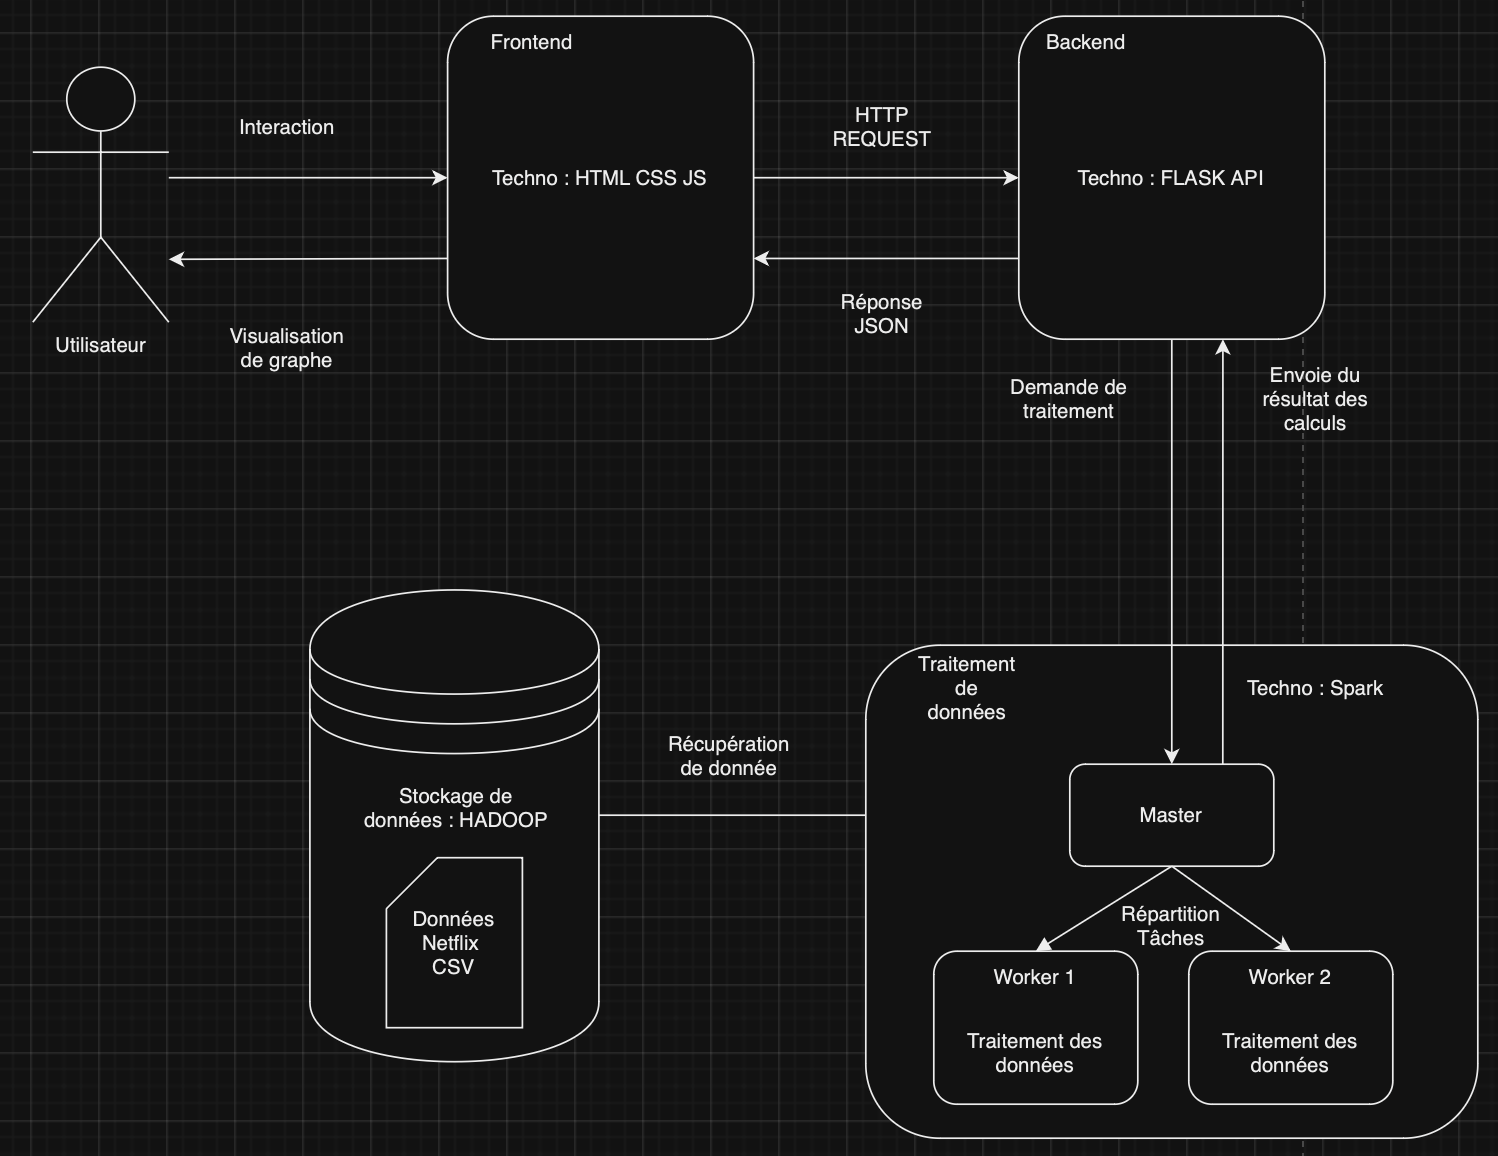 Frontend
Backend
Interaction
HTTP
REQUEST
Techno : HTML CSS JS
Techno : FLASK API
Réponse
JSON
Utilisateur
Visualisation
de graphe
Demande de
traitement
Envoie du
résultat des
calculs
Traitement
de
données
Techno : Spark
Récupération
de donnée
Stockage de
données : HADOOP
Master
Données
Netflix
CSV
Répartition
Tâches
Worker 1
Traitement des
données
Worker 2
Traitement des
données